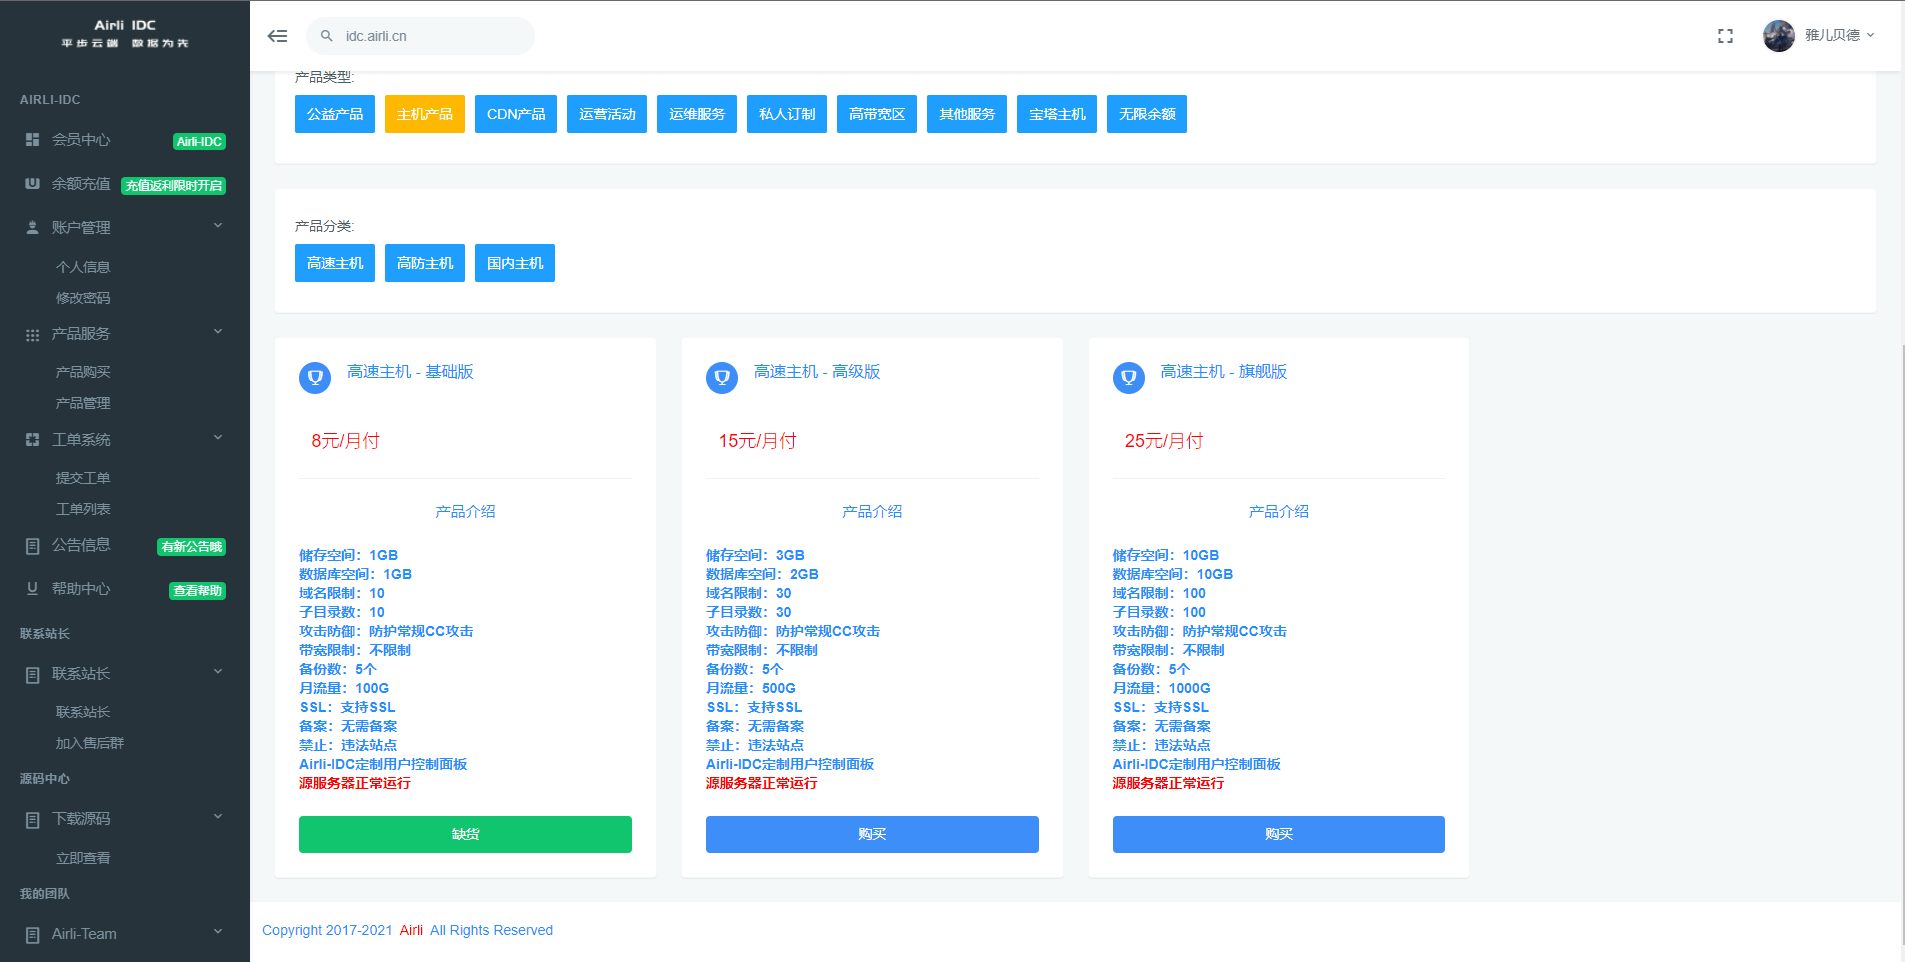 Airli IDC
平步云端 数据为先
idc.airli.cn
雅儿贝德
AIRLI-IDC
会员中心
Airli-IDC
余额充值
充值返利限时开启
账户管理
个人信息
修改密码
产品服务
产品购买
产品管理
工单系统
提交工单
工单列表
公告信息
有新公告哦
帮助中心
查看帮助
联系站长
联系站长
联系站长
加入售后群
源码中心
下载源码
立即查看
我的团队
Airli-Team
产品类型:
公益产品 主机产品 CDN产品 运营活动 运维服务 私人订制 高带宽区 其他服务 宝塔主机 无限余额
产品分类:
高速主机 高防主机 国内主机
高速主机 - 基础版
8元/月付
产品介绍
储存空间：1GB
数据库空间：1GB
域名限制：10
子目录数：10
攻击防御：防护常规CC攻击
带宽限制：不限制
备份数：5个
月流量：100G
SSL：支持SSL
备案：无需备案
禁止：违法站点
Airli-IDC定制用户控制面板
源服务器正常运行
缺货
高速主机 - 高级版
15元/月付
产品介绍
储存空间：3GB
数据库空间：2GB
域名限制：30
子目录数：30
攻击防御：防护常规CC攻击
带宽限制：不限制
备份数：5个
月流量：500G
SSL：支持SSL
备案：无需备案
禁止：违法站点
Airli-IDC定制用户控制面板
源服务器正常运行
购买
高速主机 - 旗舰版
25元/月付
产品介绍
储存空间：10GB
数据库空间：10GB
域名限制：100
子目录数：100
攻击防御：防护常规CC攻击
带宽限制：不限制
备份数：5个
月流量：1000G
SSL：支持SSL
备案：无需备案
禁止：违法站点
Airli-IDC定制用户控制面板
源服务器正常运行
购买
Copyright 2017-2021 Airli All Rights Reserved